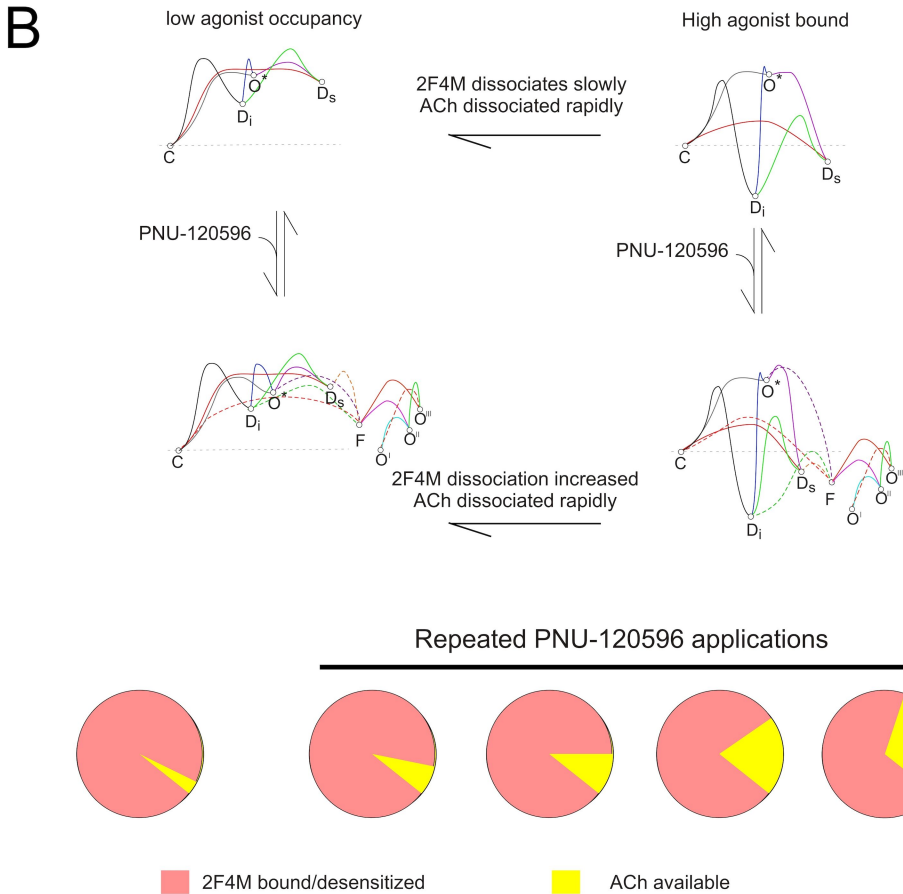 B
low agonist occupancy
High agonist bound
O*
Di
Ds
C
2F4M dissociates slowly
ACh dissociated rapidly
O*
C
Ds
Di
PNU-120596
PNU-120596
Di
O*
Ds
F
C
OI
OII
OIII
2F4M dissociation increased
ACh dissociated rapidly
O*
C
Ds
F
Di
OI
OII
OIII
Repeated PNU-120596 applications
2F4M bound/desensitized
ACh available